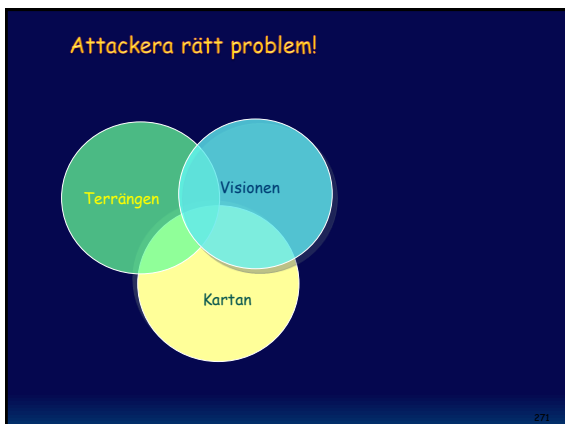 Attackera rätt problem!
Visionen
Terrängen
Kartan
271